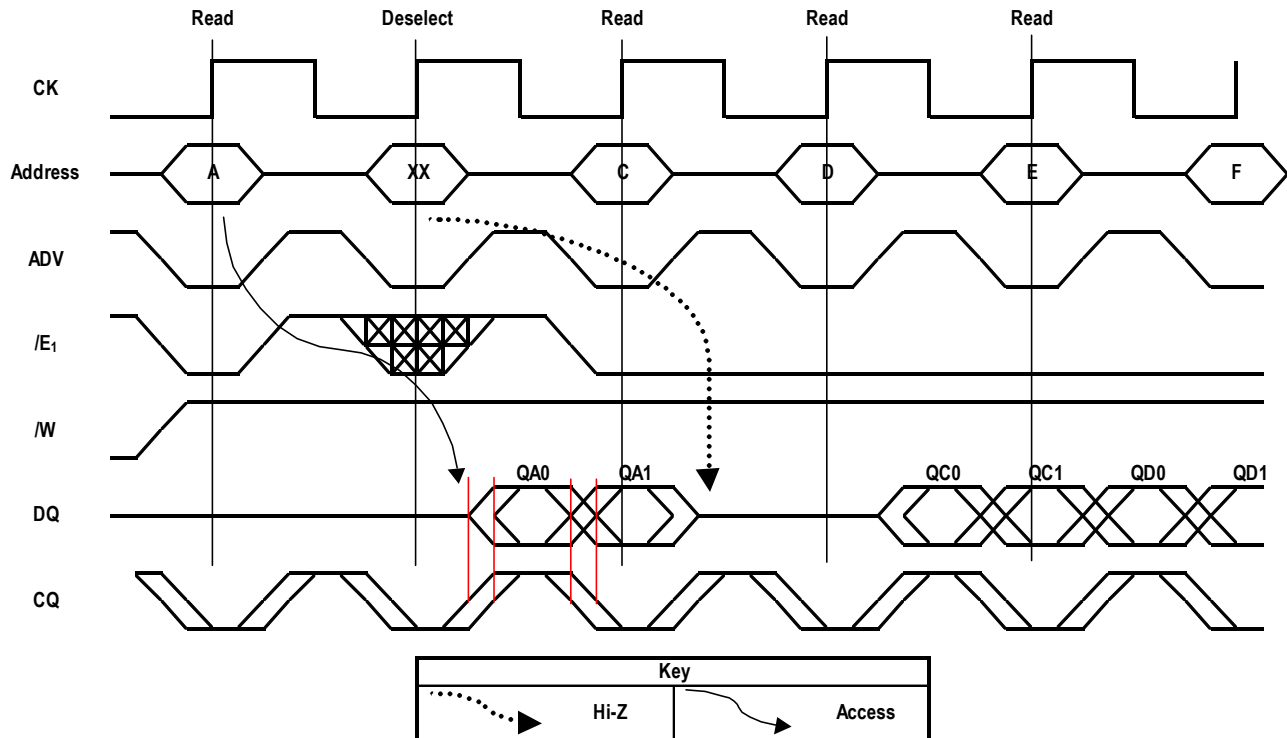 Read Deselect Read Read Read
CK
Address A XX C D E F
ADV
/E1
/W
QA0 QA1 QC0 QC1 QD0 QD1
DQ
CQ
Key
Hi-Z Access